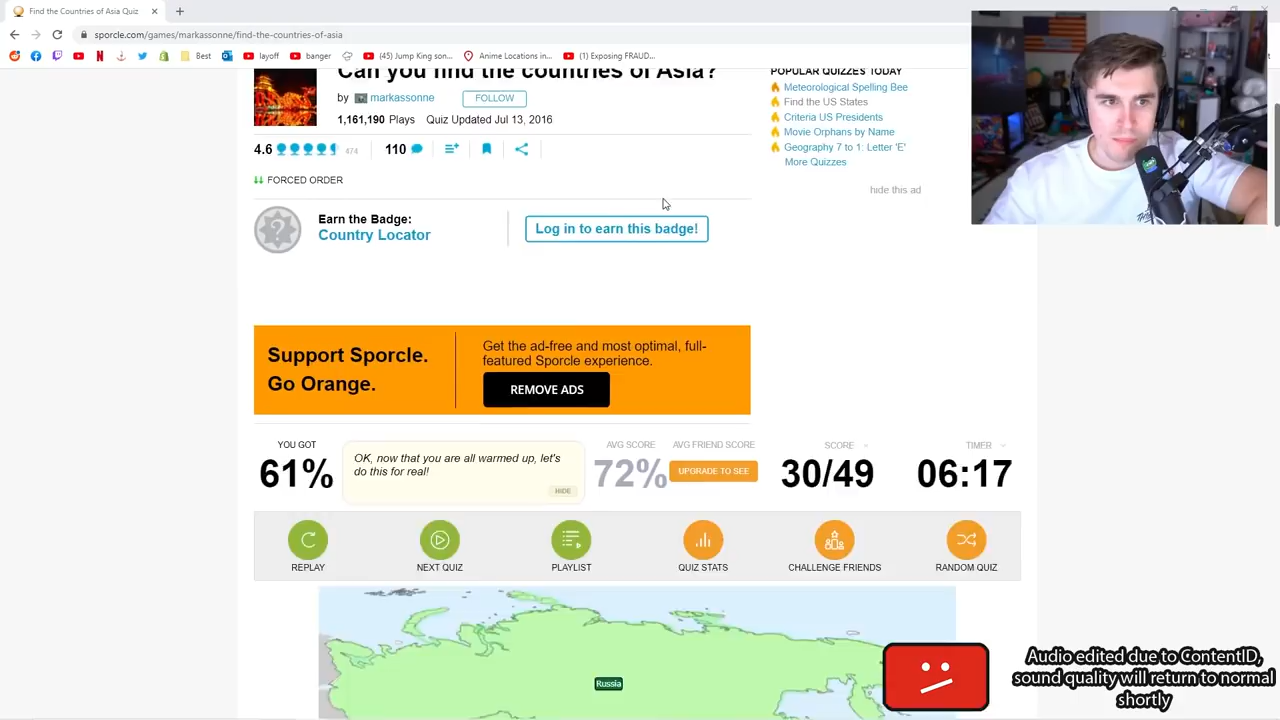 Find the Countries of Asia Quiz
sporcle.com/games/markassonne/find-the-countries-of-asia
Best
layoff
banger
(45) Jump King son...
Anime Locations in...
(1) Exposing FRAUD...
Can you find the countries of Asia?
by markassonne FOLLOW
1,161,190 Plays Quiz Updated Jul 13, 2016
4.6 474 110
FORCED ORDER
Earn the Badge:
Country Locator
Log in to earn this badge!
POPULAR QUIZZES TODAY
Meteorological Spelling Bee
Find the US States
Criteria US Presidents
Movie Orphans by Name
Geography 7 to 1: Letter 'E'
More Quizzes
hide this ad
Support Sporcle.
Go Orange.
Get the ad-free and most optimal, full-
featured Sporcle experience.
REMOVE ADS
YOU GOT
61%
OK, now that you are all warmed up, let's
do this for real!
HIDE
AVG SCORE
72%
AVG FRIEND SCORE
UPGRADE TO SEE
SCORE
30/49
TIMER
06:17
REPLAY
NEXT QUIZ
PLAYLIST
QUIZ STATS
CHALLENGE FRIENDS
RANDOM QUIZ
Russia
Audio edited due to ContentID,
sound quality will return to normal
shortly